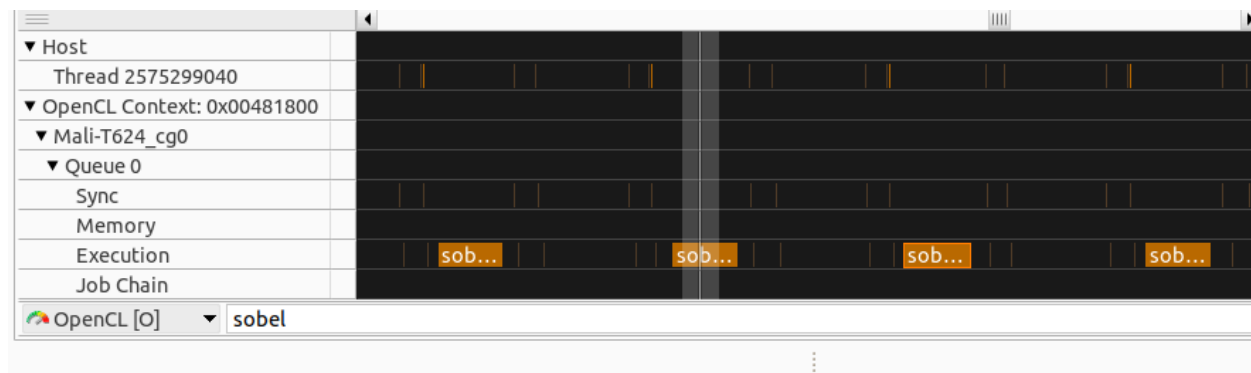 Host
Thread 2575299040
OpenCL Context: 0x00481800
Mali-T624_cg0
Queue 0
Sync
Memory
Execution
sob... sob... sob... sob...
Job Chain
OpenCL [O] sobel